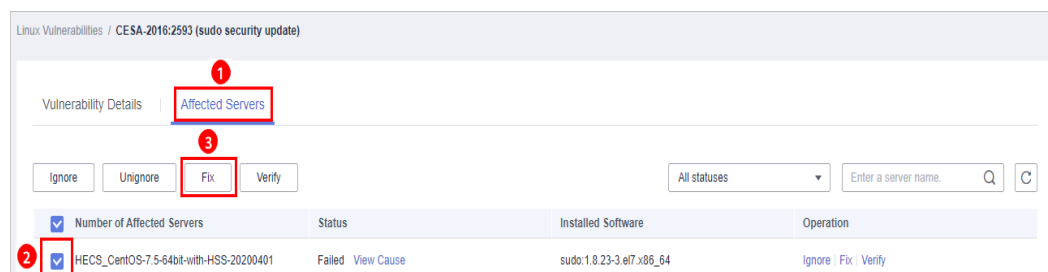 Linux Vulnerabilities / CESA-2016:2593 (sudo security update)
1
Vulnerability Details | Affected Servers
3
Ignore Unignore Fix Verify All statuses Enter a server name.
Number of Affected Servers Status Installed Software Operation
2 HECS_CentOS-7.5-64bit-with-HSS-20200401 Failed View Cause sudo:1.8.23-3.el7.x86_64 Ignore | Fix | Verify